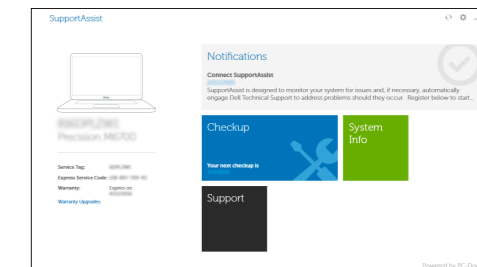 SupportAssist
Notifications
Connect SupportAssist
SupportAssist is designed to monitor your system for issues and, if necessary, automatically
engage Dell Technical Support to address problems should they occur. Register below to start...
Precision M6700
Checkup
Your next checkup is
System
Info
Service Tag:
Express Service Code:
Warranty: Expires on
Warranty Upgrades
Support
Powered by PC-Doc